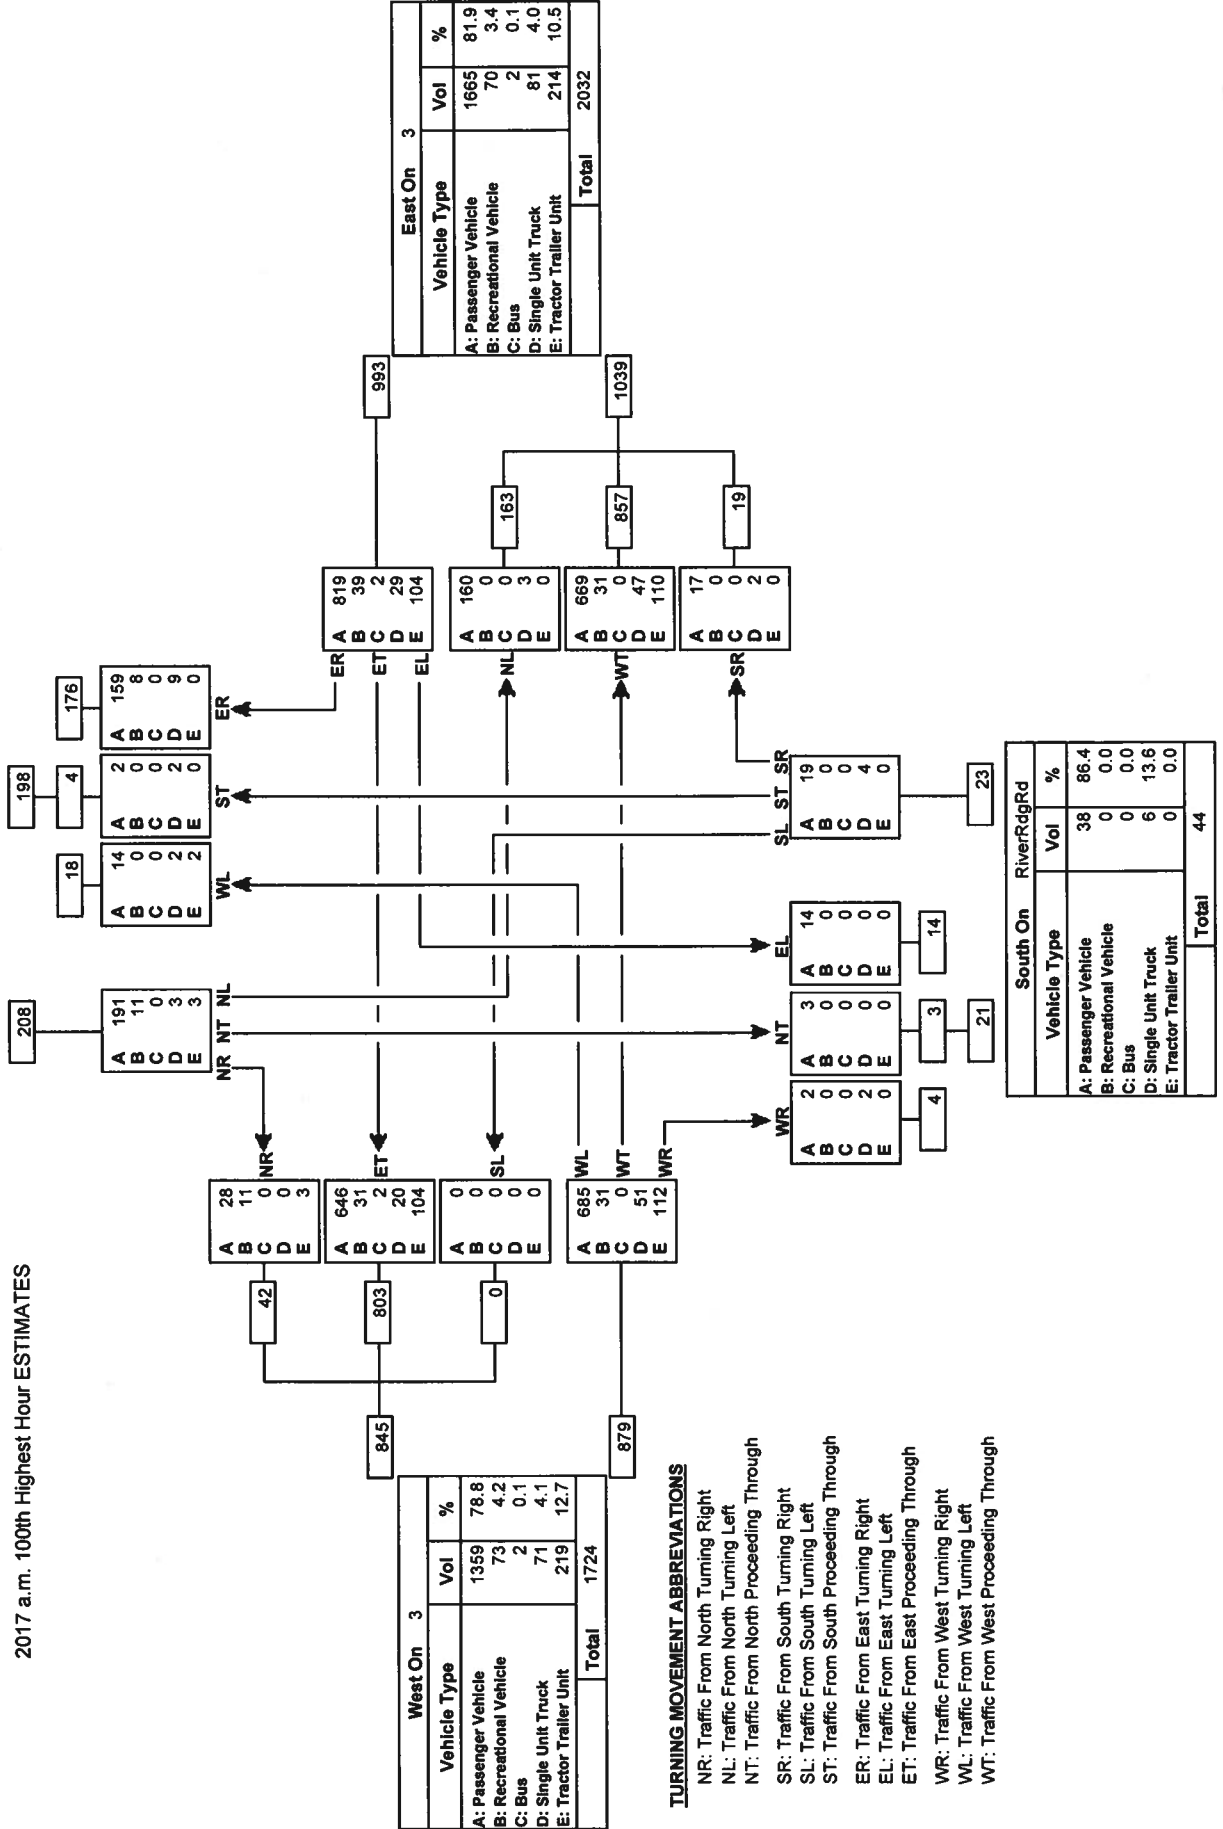 2017 a.m. 100th Highest Hour ESTIMATES
208
A 191
B 11
C 0
D 3
E 3
NR NT NL
198
18
A 14
B 0
C 0
D 2
E 2
WL
4
A 2
B 0
C 0
D 2
E 0
ST
176
A 159
B 8
C 0
D 9
E 0
ER
West On 3
Vehicle Type Vol %
A: Passenger Vehicle 1359 78.8
B: Recreational Vehicle 73 4.2
C: Bus 2 0.1
D: Single Unit Truck 71 4.1
E: Tractor Trailer Unit 219 12.7
Total 1724
845
42
A 28
B 11
C 0
D 0
E 3
NR
803
A 646
B 31
C 2
D 20
E 104
ET
0
A 0
B 0
C 0
D 0
E 0
SL
879
A 685
B 31
C 0
D 51
E 112
WL
WT
WR
ER
ET
EL
A 819
B 39
C 2
D 29
E 104
993
NL
A 160
B 0
C 0
D 3
E 0
163
WT
A 669
B 31
C 0
D 47
E 110
857
SR
A 17
B 0
C 0
D 2
E 0
19
1039
East On 3
Vehicle Type Vol %
A: Passenger Vehicle 1665 81.9
B: Recreational Vehicle 70 3.4
C: Bus 2 0.1
D: Single Unit Truck 81 4.0
E: Tractor Trailer Unit 214 10.5
Total 2032
WR
A 2
B 0
C 0
D 2
E 0
4
NT
A 3
B 0
C 0
D 0
E 0
3
21
EL
A 14
B 0
C 0
D 0
E 0
14
SL ST SR
A 19
B 0
C 0
D 4
E 0
23
South On RiverRdgRd
Vehicle Type Vol %
A: Passenger Vehicle 38 86.4
B: Recreational Vehicle 0 0.0
C: Bus 0 0.0
D: Single Unit Truck 6 13.6
E: Tractor Trailer Unit 0 0.0
Total 44
TURNING MOVEMENT ABBREVIATIONS
NR: Traffic From North Turning Right
NL: Traffic From North Turning Left
NT: Traffic From North Proceeding Through
SR: Traffic From South Turning Right
SL: Traffic From South Turning Left
ST: Traffic From South Proceeding Through
ER: Traffic From East Turning Right
EL: Traffic From East Turning Left
ET: Traffic From East Proceeding Through
WR: Traffic From West Turning Right
WL: Traffic From West Turning Left
WT: Traffic From West Proceeding Through